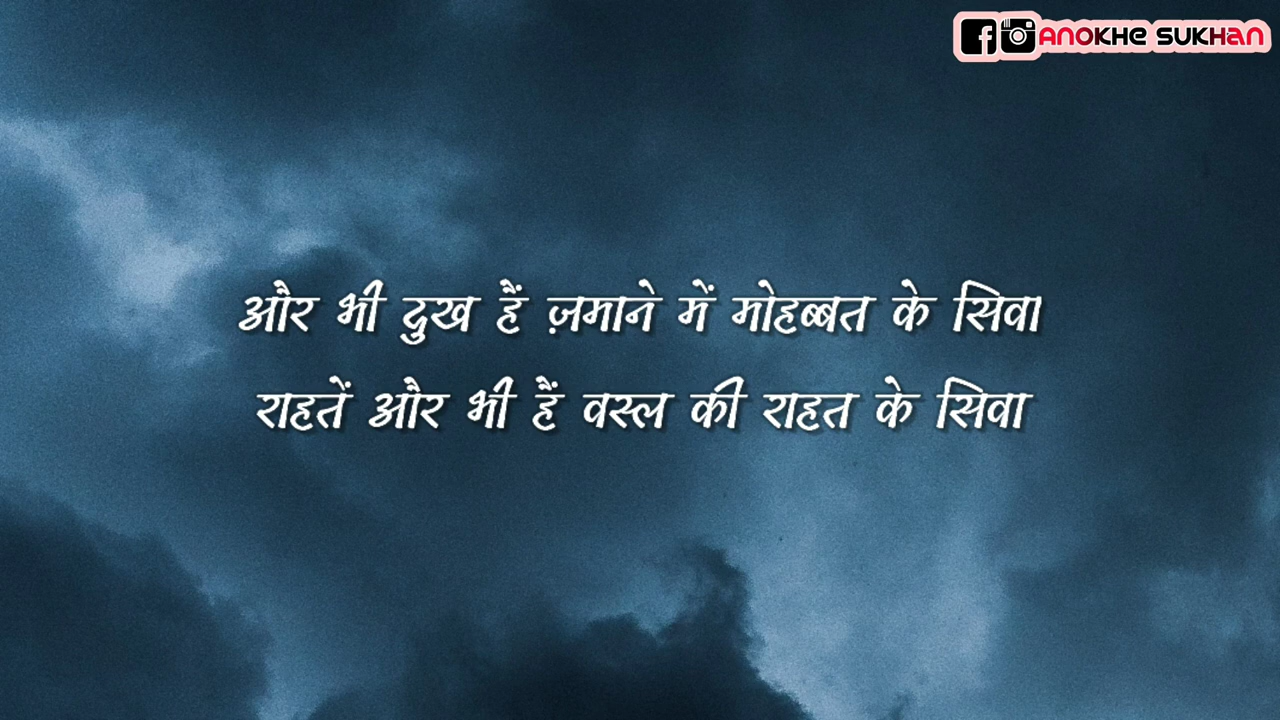 ANOKHE SUKHAN
और भी दुख हैं ज़माने में मोहब्बत के सिवा
राहतें और भी हैं वस्ल की राहत के सिवा